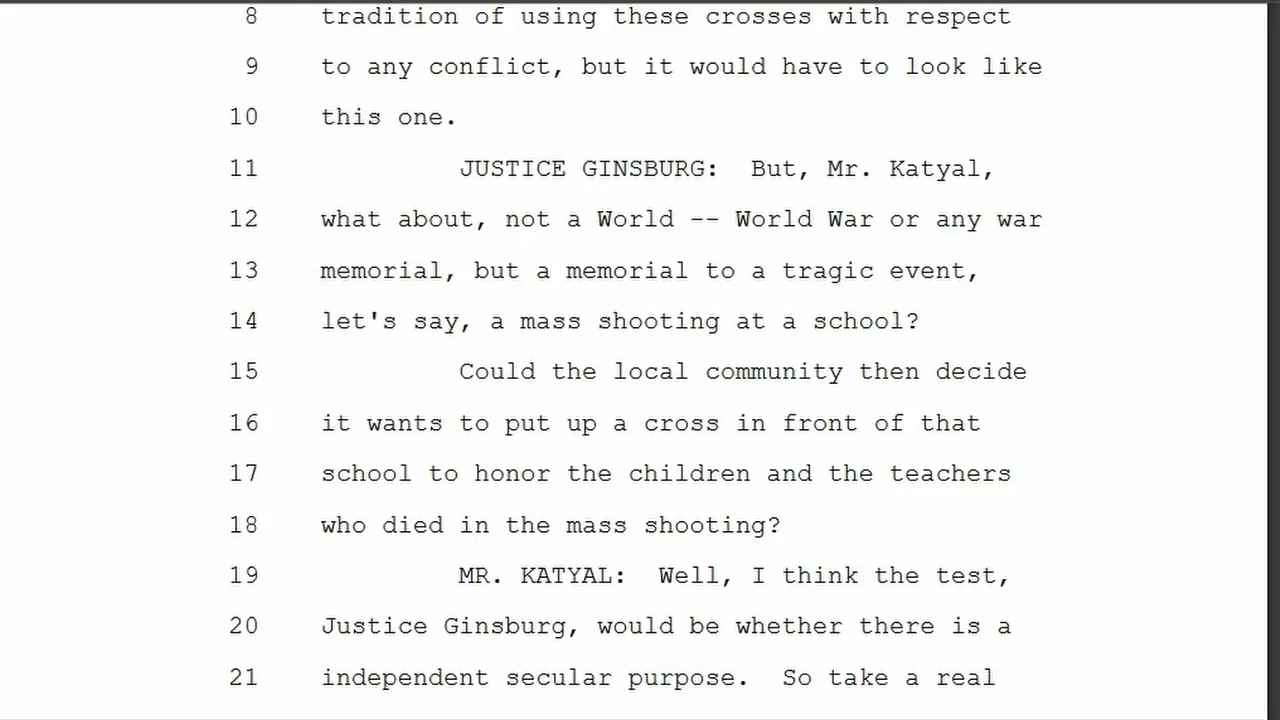 8 tradition of using these crosses with respect
9 to any conflict, but it would have to look like
10 this one.
11 JUSTICE GINSBURG: But, Mr. Katyal,
12 what about, not a World -- World War or any war
13 memorial, but a memorial to a tragic event,
14 let's say, a mass shooting at a school?
15 Could the local community then decide
16 it wants to put up a cross in front of that
17 school to honor the children and the teachers
18 who died in the mass shooting?
19 MR. KATYAL: Well, I think the test,
20 Justice Ginsburg, would be whether there is a
21 independent secular purpose. So take a real